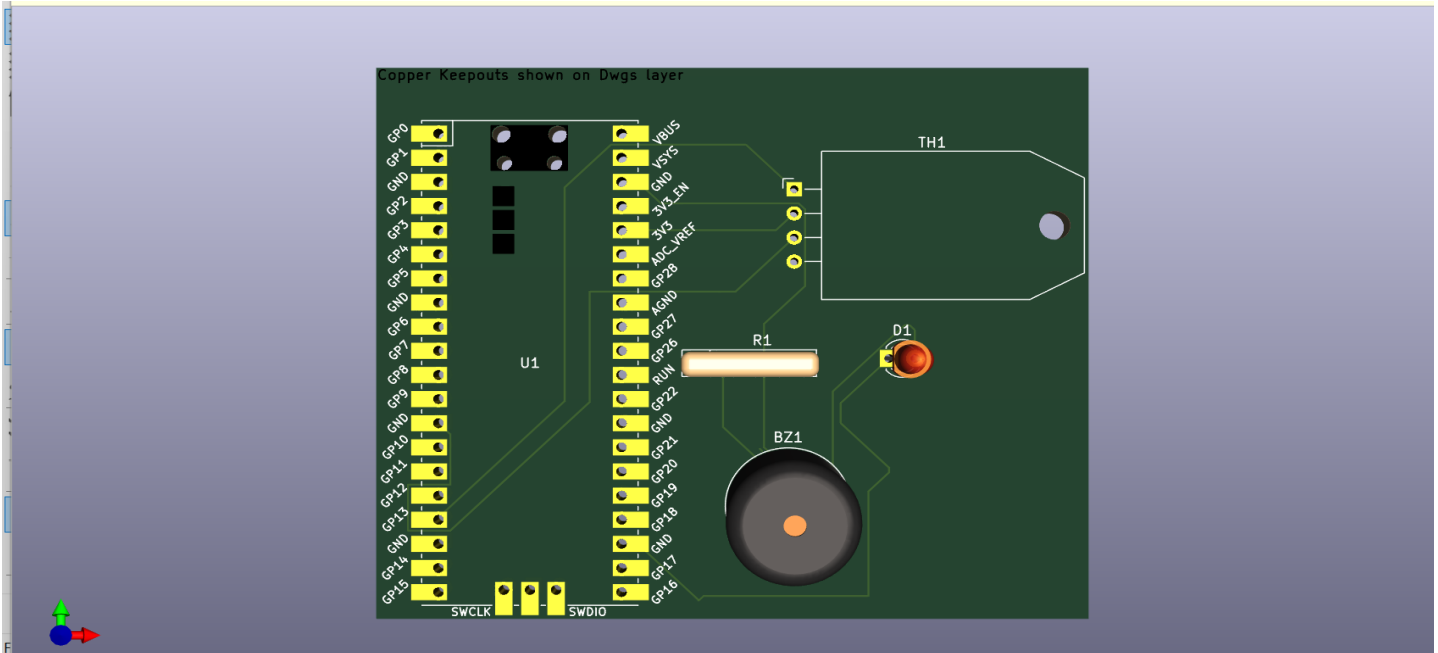 Copper Keepouts shown on Dwgs layer
GP0
GP1
GND
GP2
GP3
GP4
GP5
GND
GP6
GP7
GP8
GP9
GND
GP10
GP11
GP12
GP13
GND
GP14
GP15
U1
SWCLK
SWDIO
VBUS
VSYS
GND
3V3_EN
3V3
ADC_VREF
GP28
AGND
GP27
GP26
RUN
GP22
GND
GP21
GP20
GP19
GP18
GND
GP17
GP16
TH1
R1
D1
BZ1
F